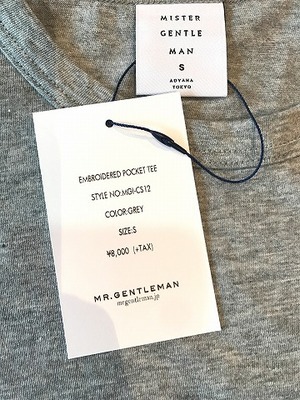 MISTER
GENTLE
MAN
S
AOYAMA
TOKYO
EMBROIDERED POCKET TEE
STYLE NO:MGI-CS12
COLOR:GREY
SIZE:S
¥8,000 (+TAX)
MR.GENTLEMAN
mrgentleman.jp